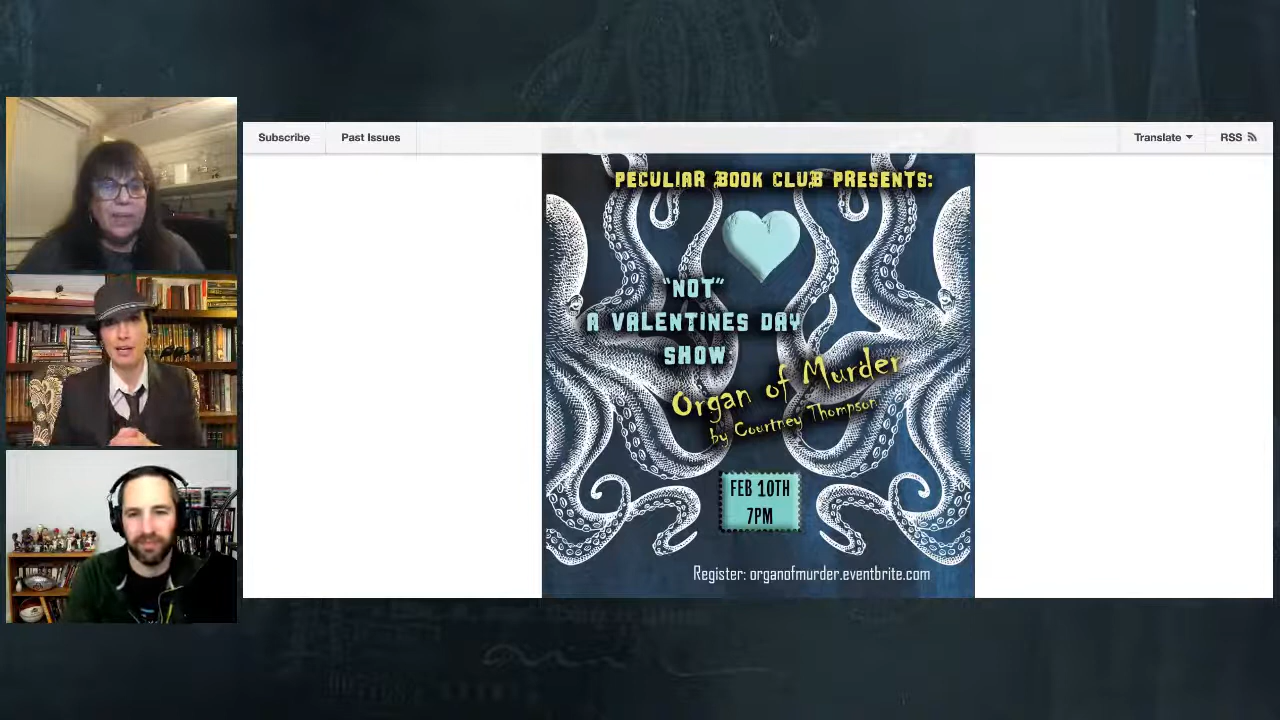 Subscribe
Past Issues
Translate
RSS
PECULIAR BOOK CLUB PRESENTS:
"NOT"
A VALENTINES DAY
SHOW
Organ of Murder
by Courtney Thompson
FEB 10TH
7PM
Register: organofmurder.eventbrite.com